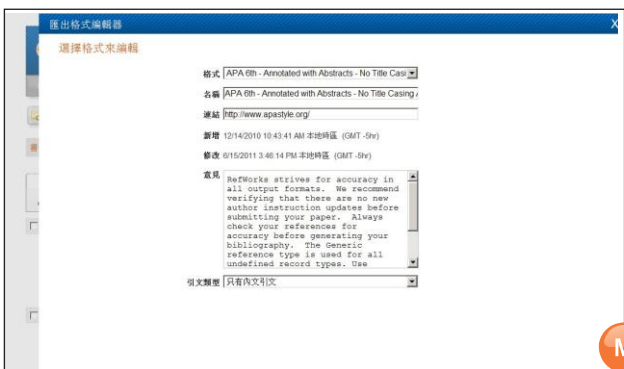 匯出格式編輯器 X
選擇格式來編輯
格式 APA 6th - Annotated with Abstracts - No Title Casi
名稱 APA 6th - Annotated with Abstracts - No Title Casing
連結 http://www.apastyle.org/
新增 12/14/2010 10:43:41 AM 本地時區 (GMT -5hr)
修改 6/15/2011 3:46:14 PM 本地時區 (GMT -5hr)
意見 RefWorks strives for accuracy in
all output formats. We recommend
verifying that there are no new
author instruction updates before
submitting your paper. Always
check your references for
accuracy before generating your
bibliography. The Generic
reference type is used for all
undefined record types. Use
引文類型 只有內文引文